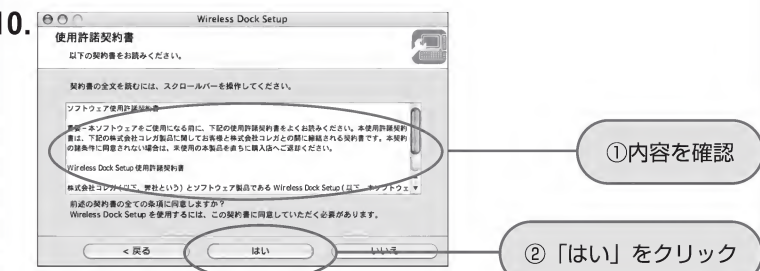 10.
Wireless Dock Setup
使用許諾契約書
以下の契約書をお読みください。
契約書の全文を読むには、スクロールバーを操作してください。
ソフトウェア使用許諾契約書
重要－本ソフトウェアをご使用になる前に、下記の使用許諾契約書をよくお読みください。本使用許諾契約
書は、下記の株式会社コレガ製品に関してお客様と株式会社コレガとの間に締結される契約書です。本契約
の諸条件に同意されない場合は、未使用の本製品を直ちに購入店へご返却ください。
Wireless Dock Setup 使用許諾契約書
株式会社コレガ (以下、弊社という) とソフトウェア製品である Wireless Dock Setup (以下、本ソフトウェ
前述の契約書の全ての条項に同意しますか？
Wireless Dock Setup を使用するには、この契約書に同意していただく必要があります。
< 戻る
はい
いいえ
①内容を確認
②「はい」をクリック